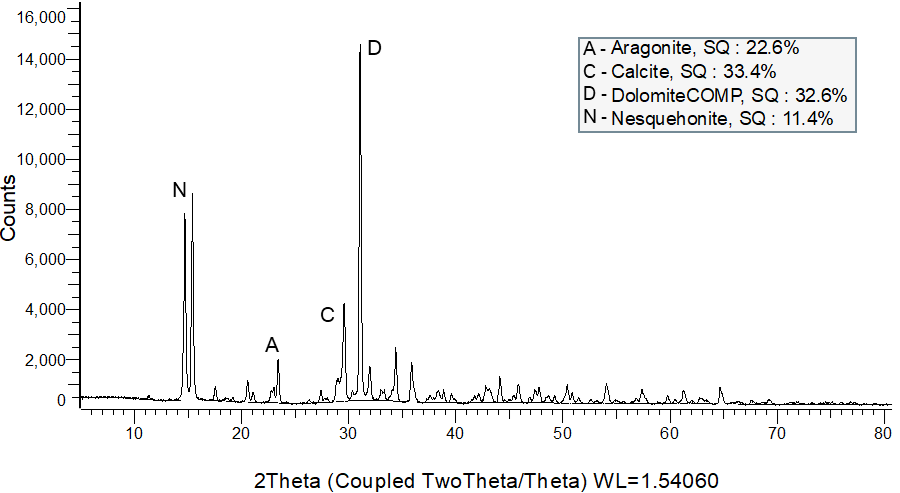 16,000
14,000
12,000
10,000
8,000
6,000
4,000
2,000
0
Counts
N
A
C
D
A - Aragonite, SQ : 22.6%
C - Calcite, SQ : 33.4%
D - DolomiteCOMP, SQ : 32.6%
N - Nesquehonite, SQ : 11.4%
10 20 30 40 50 60 70 80
2Theta (Coupled TwoTheta/Theta) WL=1.54060